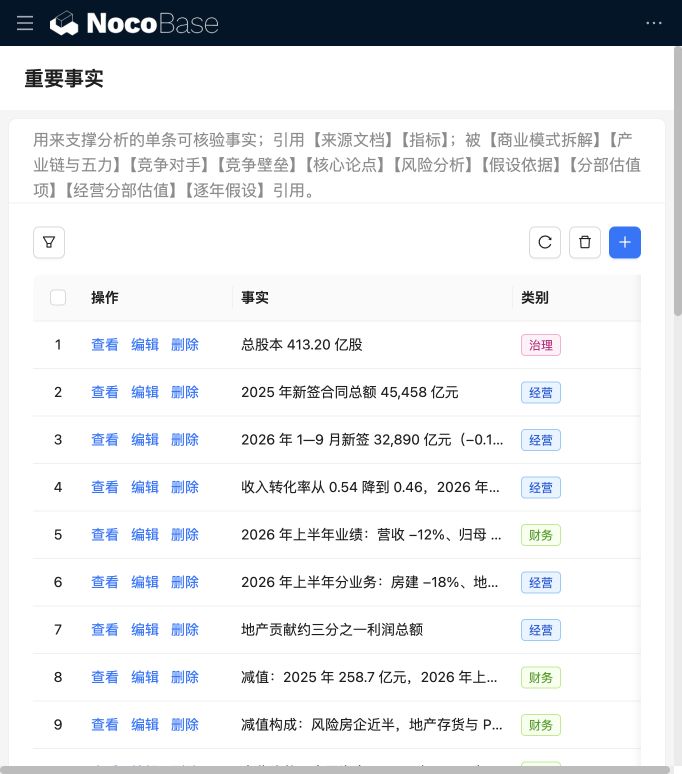 NocoBase
重要事实
用来支撑分析的单条可核验事实；引用【来源文档】【指标】；被【商业模式拆解】【产
业链与五力】【竞争对手】【竞争壁垒】【核心论点】【风险分析】【假设依据】【分部估值
项】【经营分部估值】【逐年假设】引用。
操作 事实 类别
1 查看 编辑 删除 总股本 413.20 亿股 治理
2 查看 编辑 删除 2025 年新签合同总额 45,458 亿元 经营
3 查看 编辑 删除 2026 年 1—9 月新签 32,890 亿元（−0.1... 经营
4 查看 编辑 删除 收入转化率从 0.54 降到 0.46，2026 年... 经营
5 查看 编辑 删除 2026 年上半年业绩：营收 −12%、归母 ... 财务
6 查看 编辑 删除 2026 年上半年分业务：房建 −18%、地... 经营
7 查看 编辑 删除 地产贡献约三分之一利润总额 经营
8 查看 编辑 删除 减值：2025 年 258.7 亿元，2026 年上... 财务
9 查看 编辑 删除 减值构成：风险房企近半，地产存货与 P... 财务